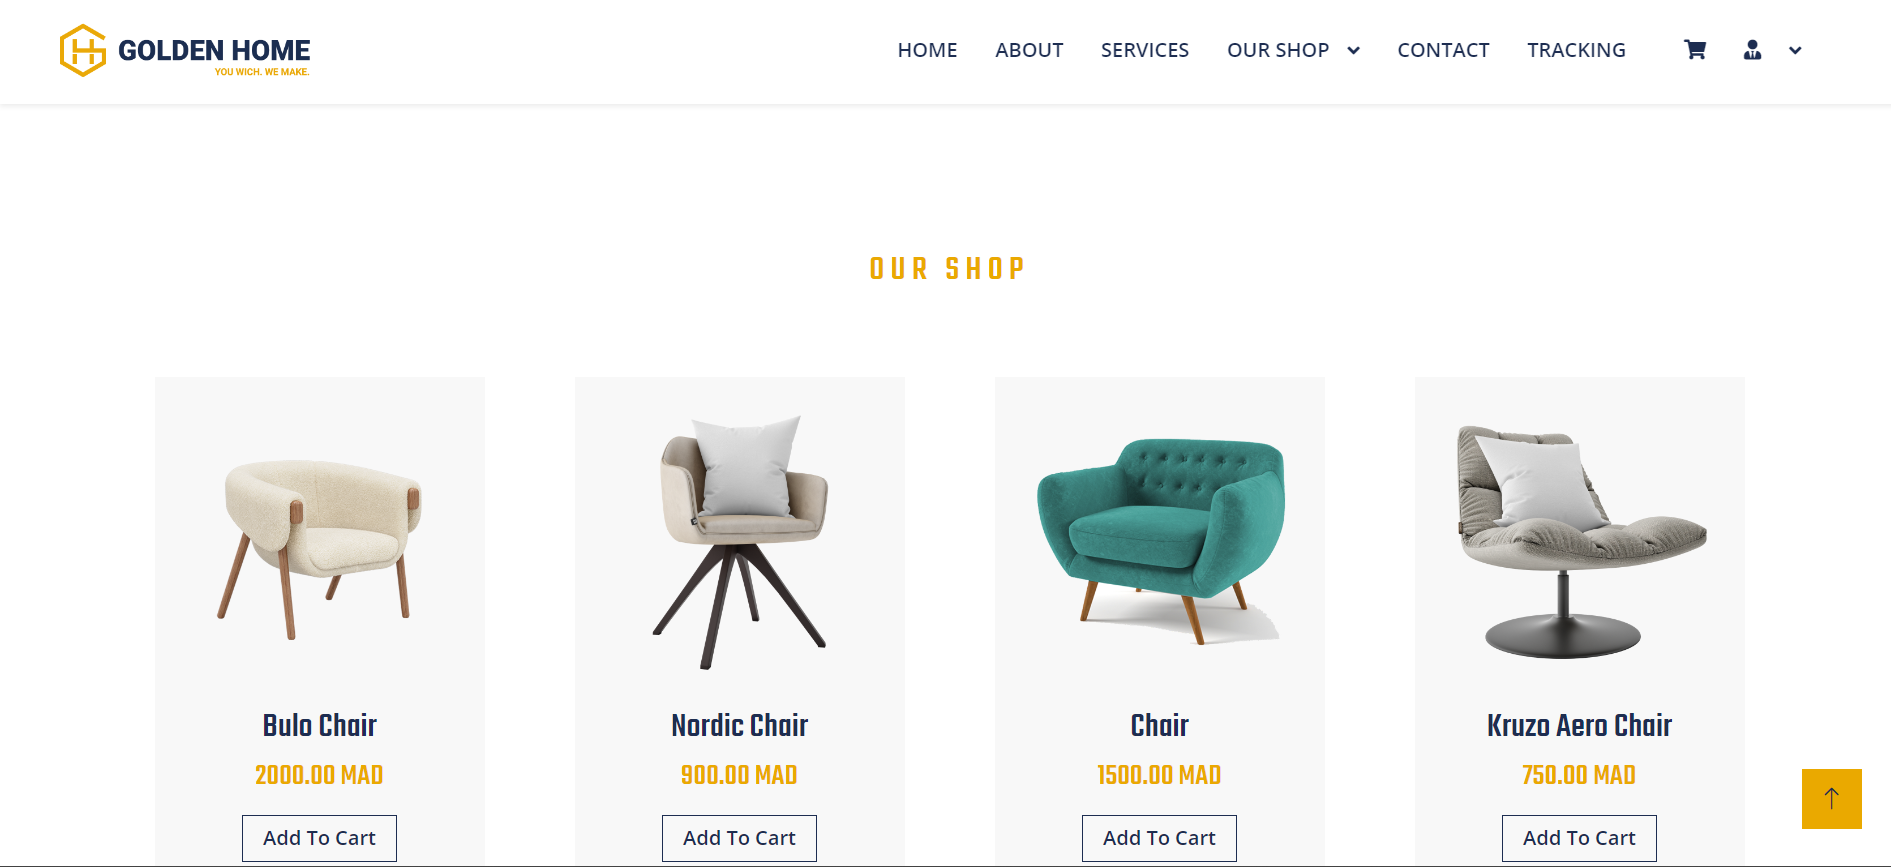 GOLDEN HOME
YOU WICH. WE MAKE.
HOME ABOUT SERVICES OUR SHOP CONTACT TRACKING
OUR SHOP
Bulo Chair
2000.00 MAD
Add To Cart
Nordic Chair
900.00 MAD
Add To Cart
Chair
1500.00 MAD
Add To Cart
Kruzo Aero Chair
750.00 MAD
Add To Cart